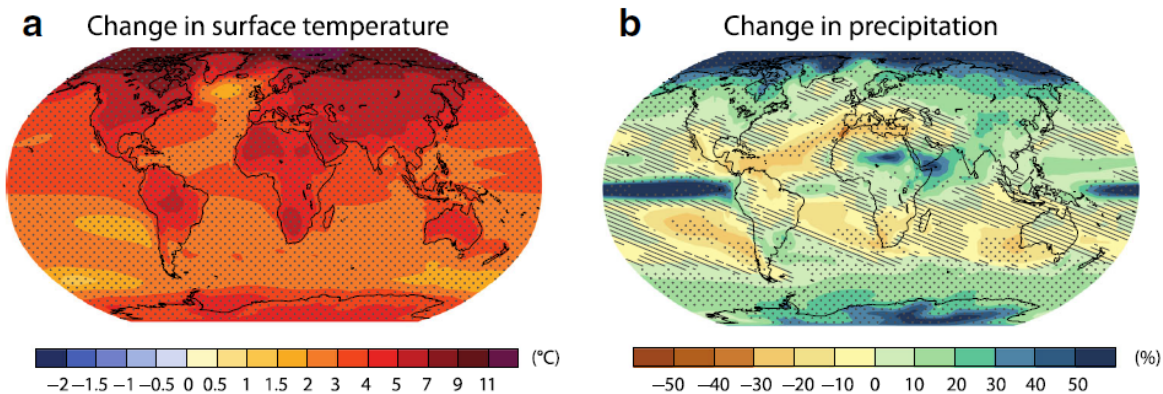 a Change in surface temperature
b Change in precipitation
−2 −1.5 −1 −0.5 0 0.5 1 1.5 2 3 4 5 7 9 11 (°C)
−50 −40 −30 −20 −10 0 10 20 30 40 50 (%)